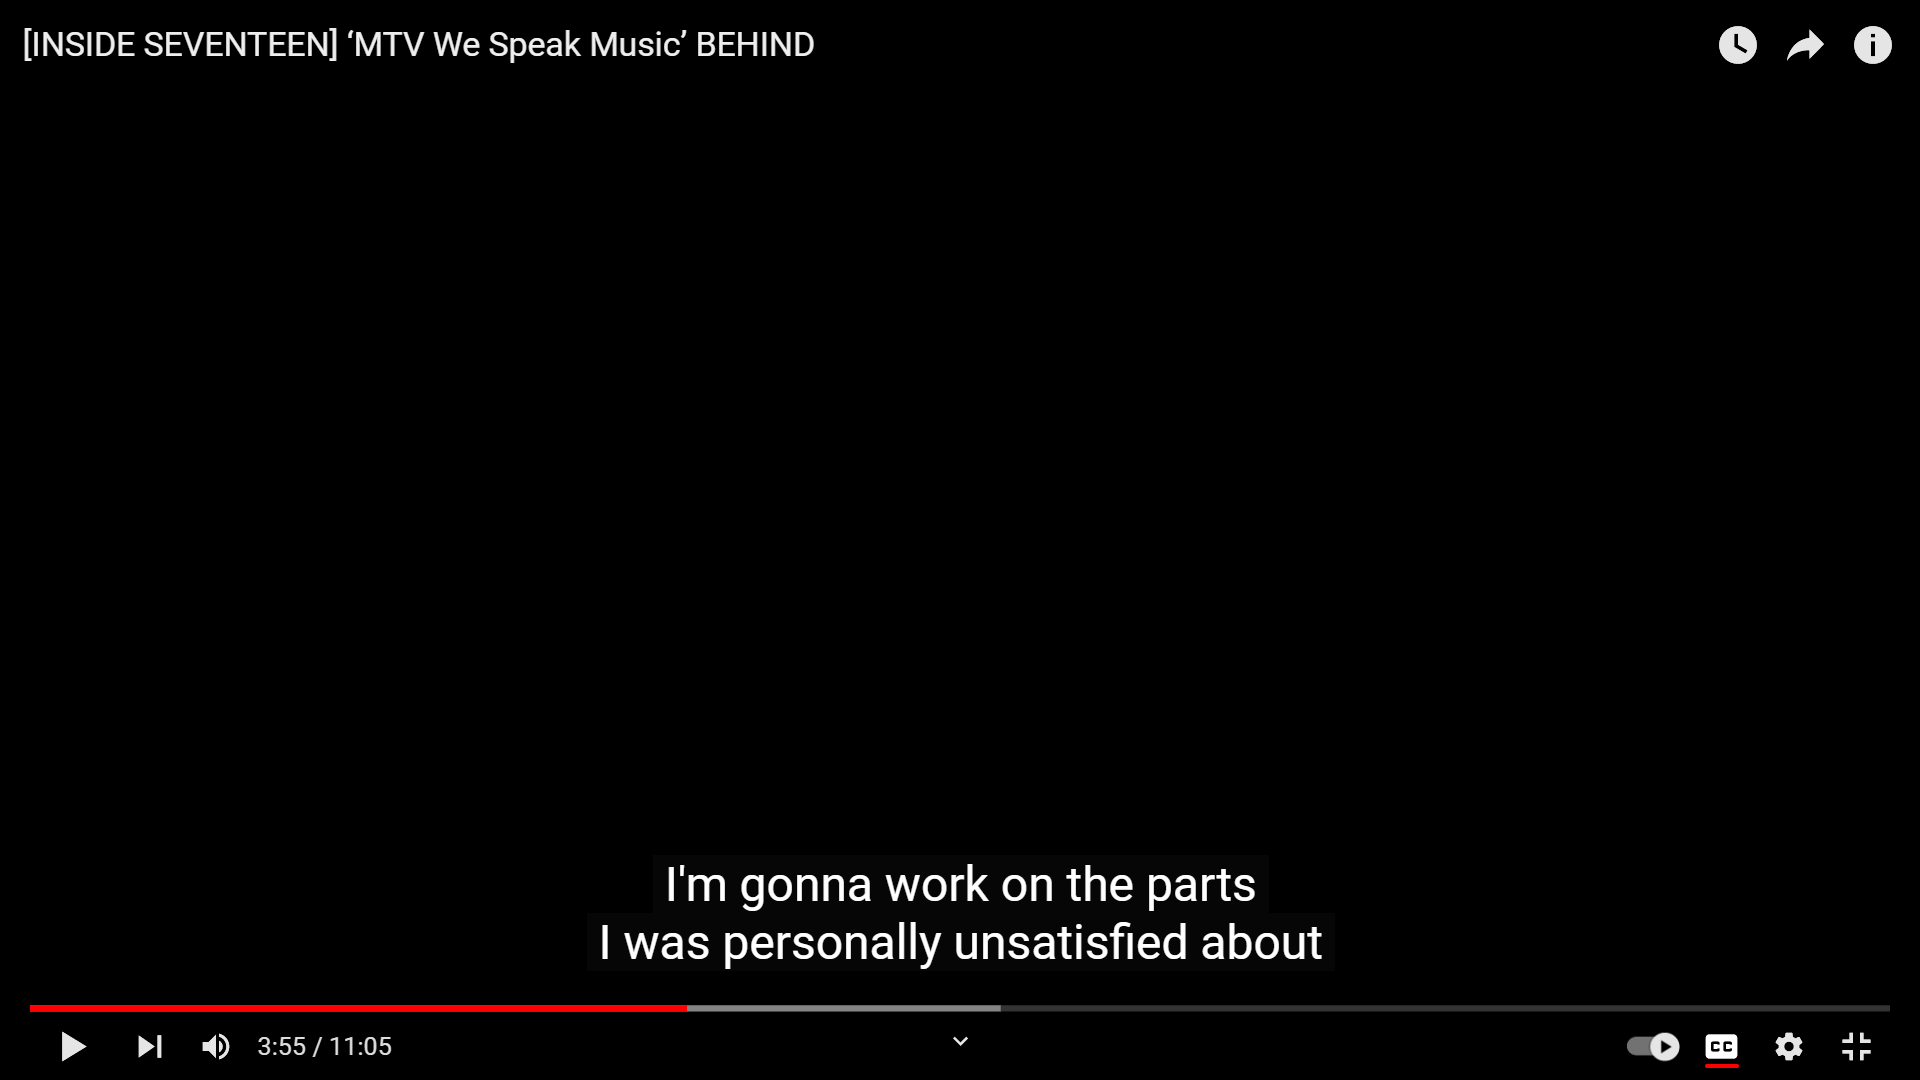 [INSIDE SEVENTEEN] ‘MTV We Speak Music’ BEHIND
I'm gonna work on the parts
I was personally unsatisfied about
3:55 / 11:05
CC